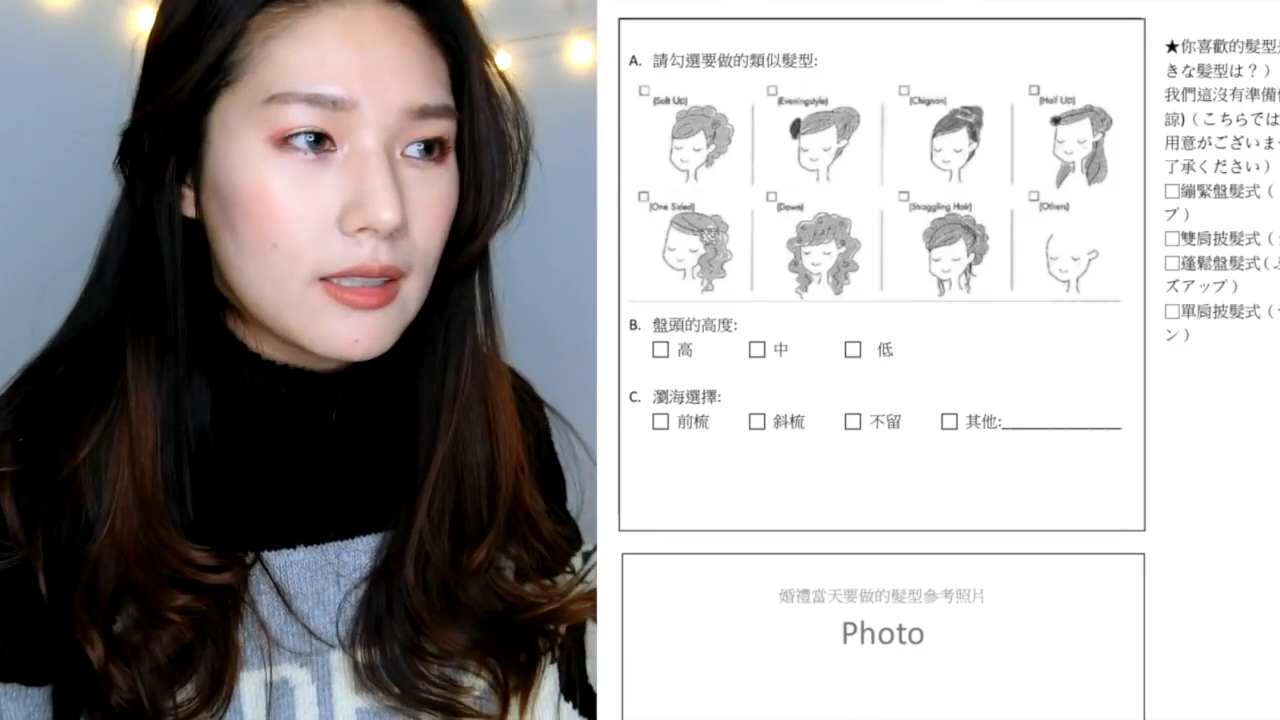 A. 請勾選要做的類似髮型:
(Soft Up) (Eveningstyle) (Chignon) (Half Up)
(One Sided) (Down) (Straggling Hair) (Others)
B. 盤頭的高度:
□ 高 □ 中 □ 低
C. 瀏海選擇:
□ 前梳 □ 斜梳 □ 不留 □ 其他:
婚禮當天要做的髮型參考照片
Photo
★你喜歡的髮型
きな髮型は？）
我們這沒有準備
諒)（こちらでは
用意がございま
了承ください）
□繃緊盤髮式（
プ）
□雙肩披髮式（
□蓬鬆盤髮式（
ズアップ）
□單肩披髮式（
ン）